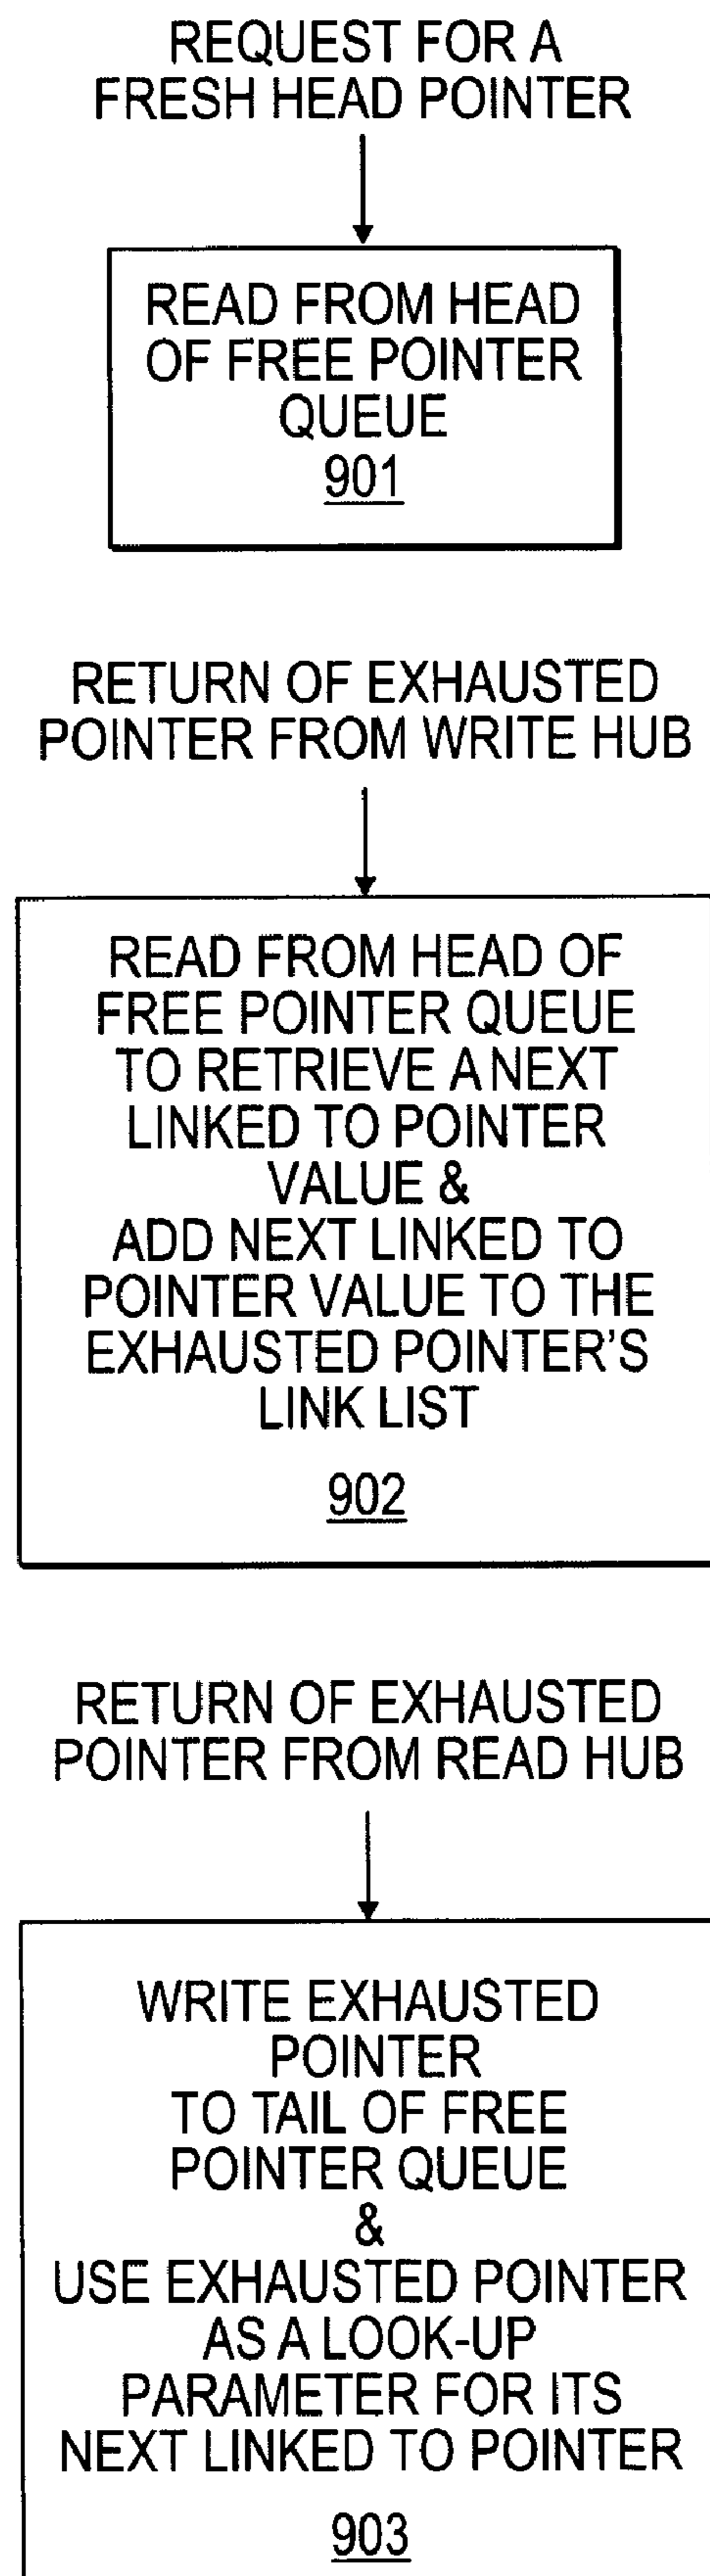 REQUEST FOR A
FRESH HEAD POINTER
READ FROM HEAD
OF FREE POINTER
QUEUE
901
RETURN OF EXHAUSTED
POINTER FROM WRITE HUB
READ FROM HEAD OF
FREE POINTER QUEUE
TO RETRIEVE A NEXT
LINKED TO POINTER
VALUE &
ADD NEXT LINKED TO
POINTER VALUE TO THE
EXHAUSTED POINTER'S
LINK LIST
902
RETURN OF EXHAUSTED
POINTER FROM READ HUB
WRITE EXHAUSTED
POINTER
TO TAIL OF FREE
POINTER QUEUE
&
USE EXHAUSTED POINTER
AS A LOOK-UP
PARAMETER FOR ITS
NEXT LINKED TO POINTER
903